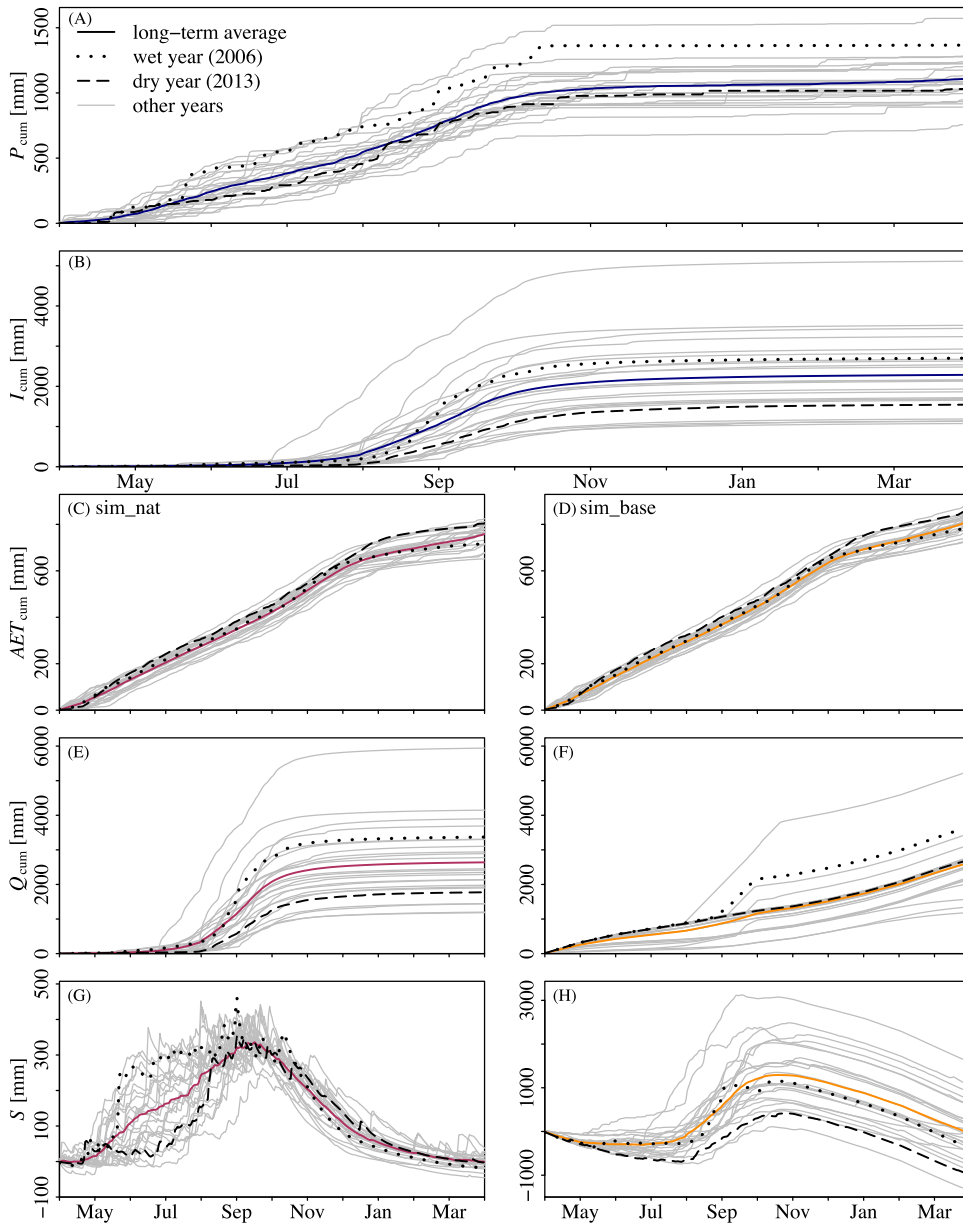 (A)
long−term average
wet year (2006)
dry year (2013)
other years
P cum [mm]
0 500 1000 1500
(B)
I cum [mm]
0 2000 4000
May Jul Sep Nov Jan Mar
(C) sim_nat
AET cum [mm]
0 200 600
(D) sim_base
0 200 600
(E)
Q cum [mm]
0 2000 4000 6000
(F)
0 2000 4000 6000
(G)
S [mm]
−100 100 300 500
May Jul Sep Nov Jan Mar
(H)
−1000 1000 3000
May Jul Sep Nov Jan Mar